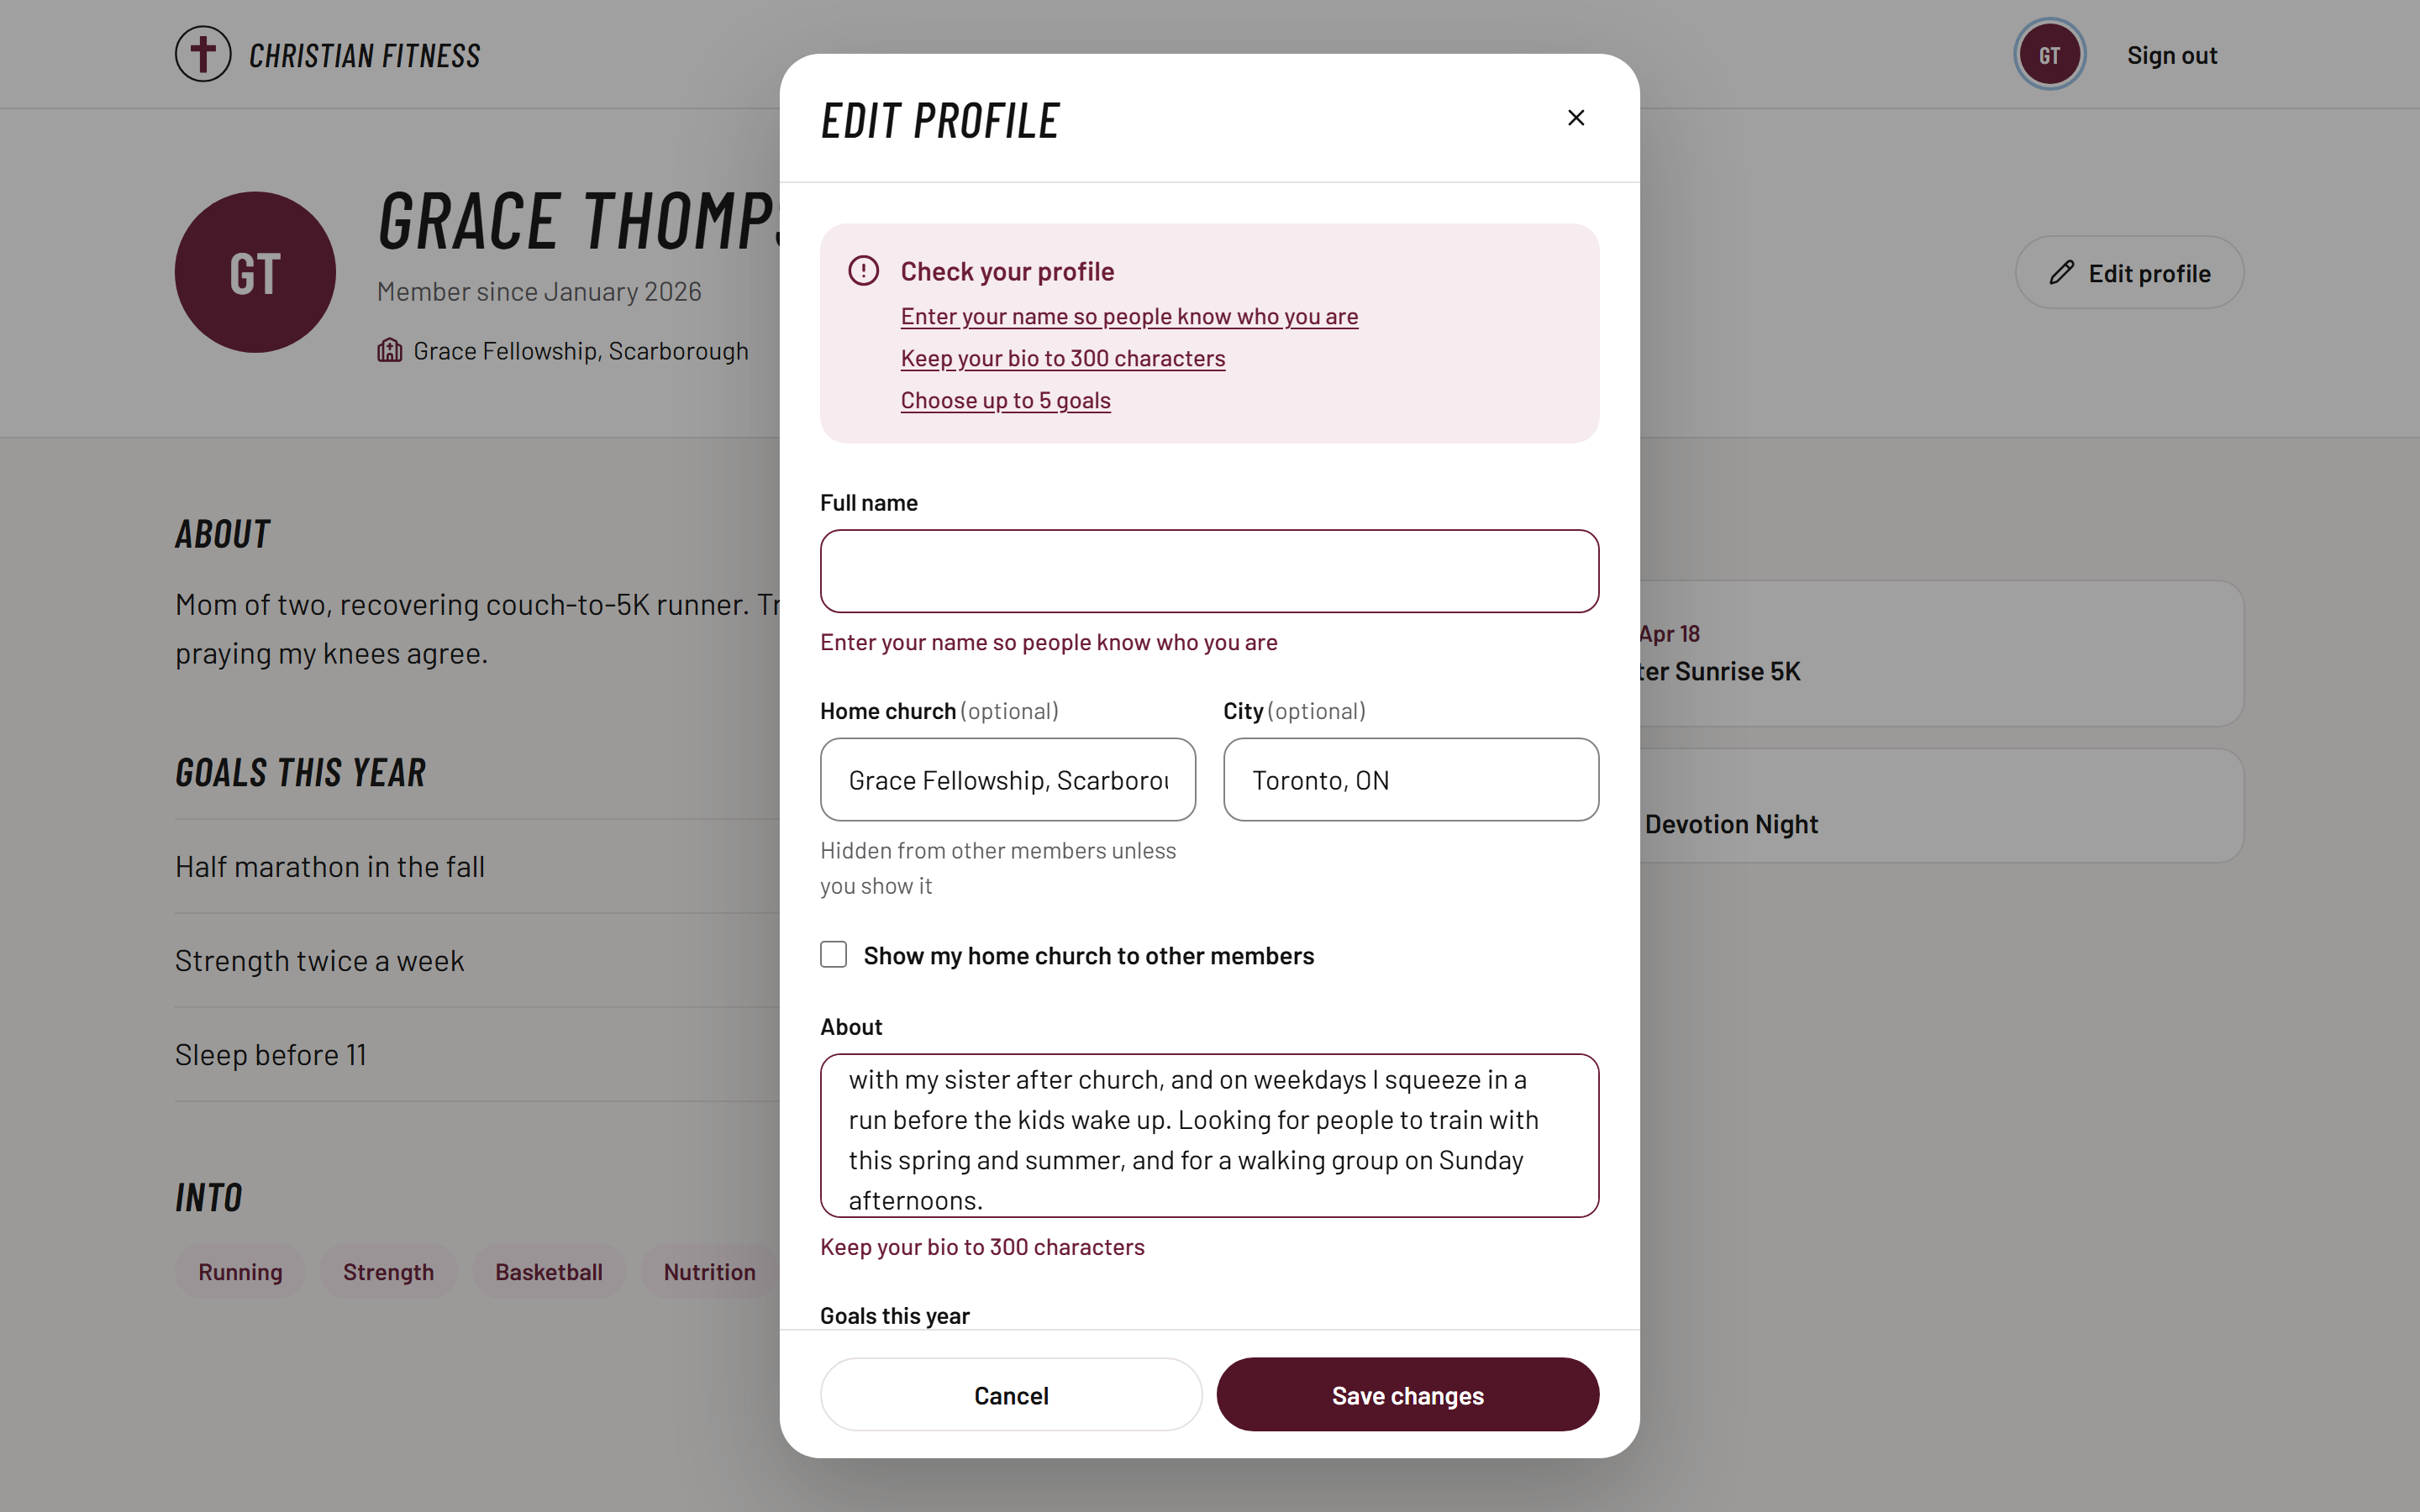 CHRISTIAN FITNESS
GT
Sign out
GT
GRACE THOMPS
Member since January 2026
Grace Fellowship, Scarborough
Edit profile
ABOUT
Mom of two, recovering couch-to-5K runner. Tr
praying my knees agree.
GOALS THIS YEAR
Half marathon in the fall
Strength twice a week
Sleep before 11
INTO
Running
Strength
Basketball
Nutrition
EDIT PROFILE
Check your profile
Enter your name so people know who you are
Keep your bio to 300 characters
Choose up to 5 goals
Full name
Enter your name so people know who you are
Home church (optional)
City (optional)
Grace Fellowship, Scarborou
Toronto, ON
Hidden from other members unless
you show it
Show my home church to other members
About
with my sister after church, and on weekdays I squeeze in a
run before the kids wake up. Looking for people to train with
this spring and summer, and for a walking group on Sunday
afternoons.
Keep your bio to 300 characters
Goals this year
Cancel
Save changes
Apr 18
ter Sunrise 5K
Devotion Night